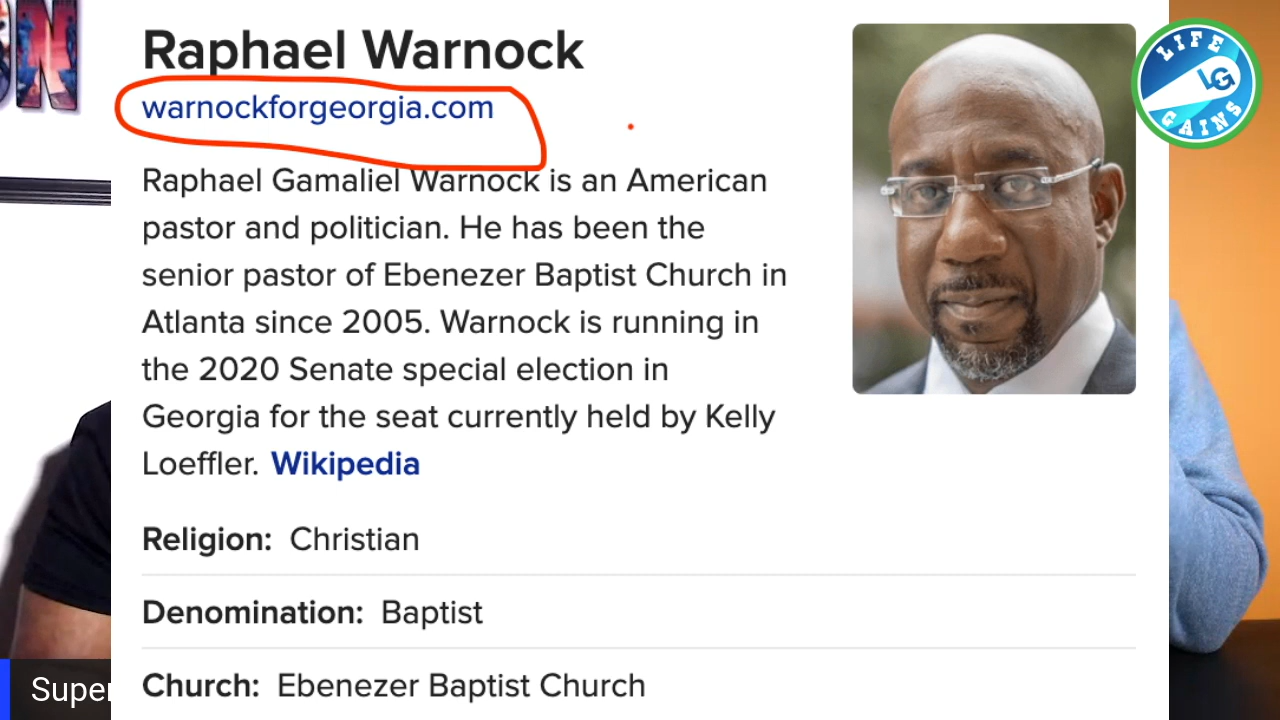 Raphael Warnock
warnockforgeorgia.com
Raphael Gamaliel Warnock is an American
pastor and politician. He has been the
senior pastor of Ebenezer Baptist Church in
Atlanta since 2005. Warnock is running in
the 2020 Senate special election in
Georgia for the seat currently held by Kelly
Loeffler. Wikipedia
Religion: Christian
Denomination: Baptist
Church: Ebenezer Baptist Church
LIFE
LG
GAINS